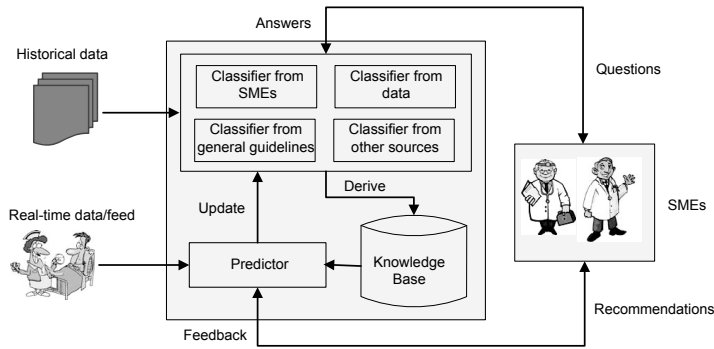 Answers
Historical data
Questions
Classifier from
SMEs
Classifier from
data
Classifier from
general guidelines
Classifier from
other sources
Derive
Update
SMEs
Real-time data/feed
Predictor
Knowledge
Base
Recommendations
Feedback